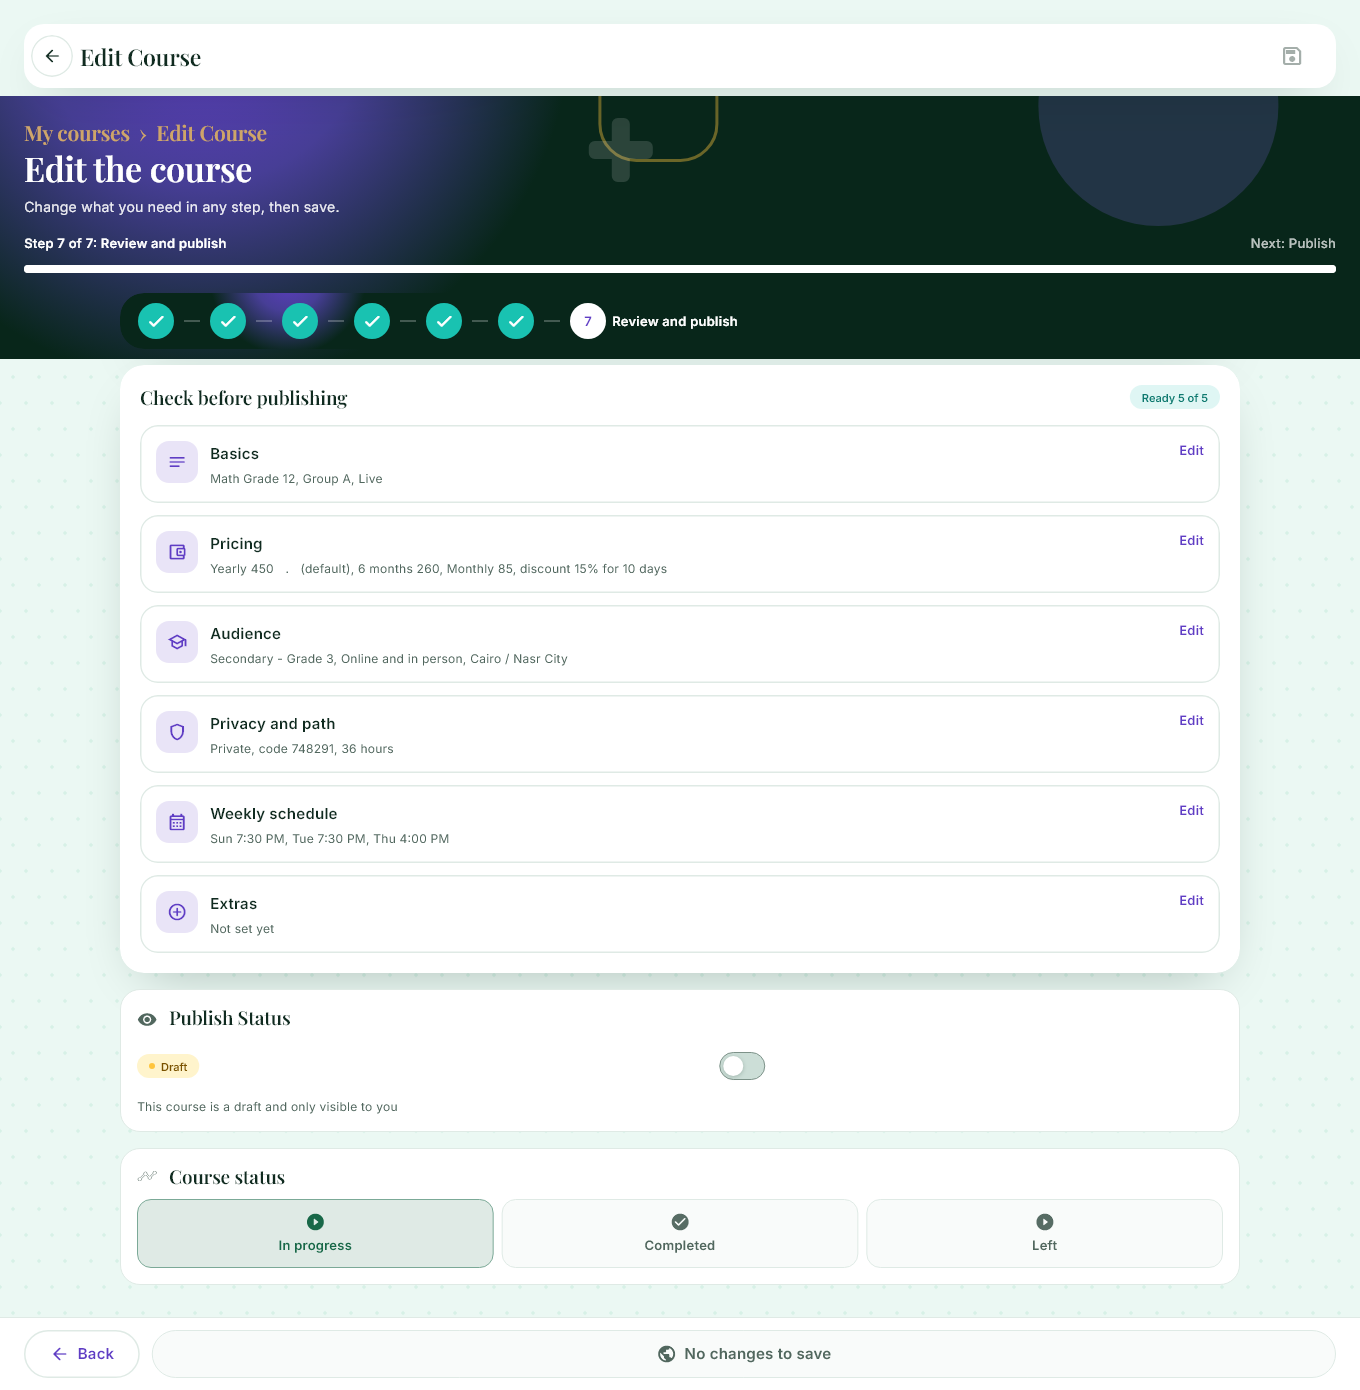 Edit Course
My courses › Edit Course
Edit the course
Change what you need in any step, then save.
Step 7 of 7: Review and publish
Next: Publish
7 Review and publish
Check before publishing
Ready 5 of 5
Basics
Edit
Math Grade 12, Group A, Live
Pricing
Edit
Yearly 450 . (default), 6 months 260, Monthly 85, discount 15% for 10 days
Audience
Edit
Secondary - Grade 3, Online and in person, Cairo / Nasr City
Privacy and path
Edit
Private, code 748291, 36 hours
Weekly schedule
Edit
Sun 7:30 PM, Tue 7:30 PM, Thu 4:00 PM
Extras
Edit
Not set yet
Publish Status
Draft
This course is a draft and only visible to you
Course status
In progress
Completed
Left
Back
No changes to save